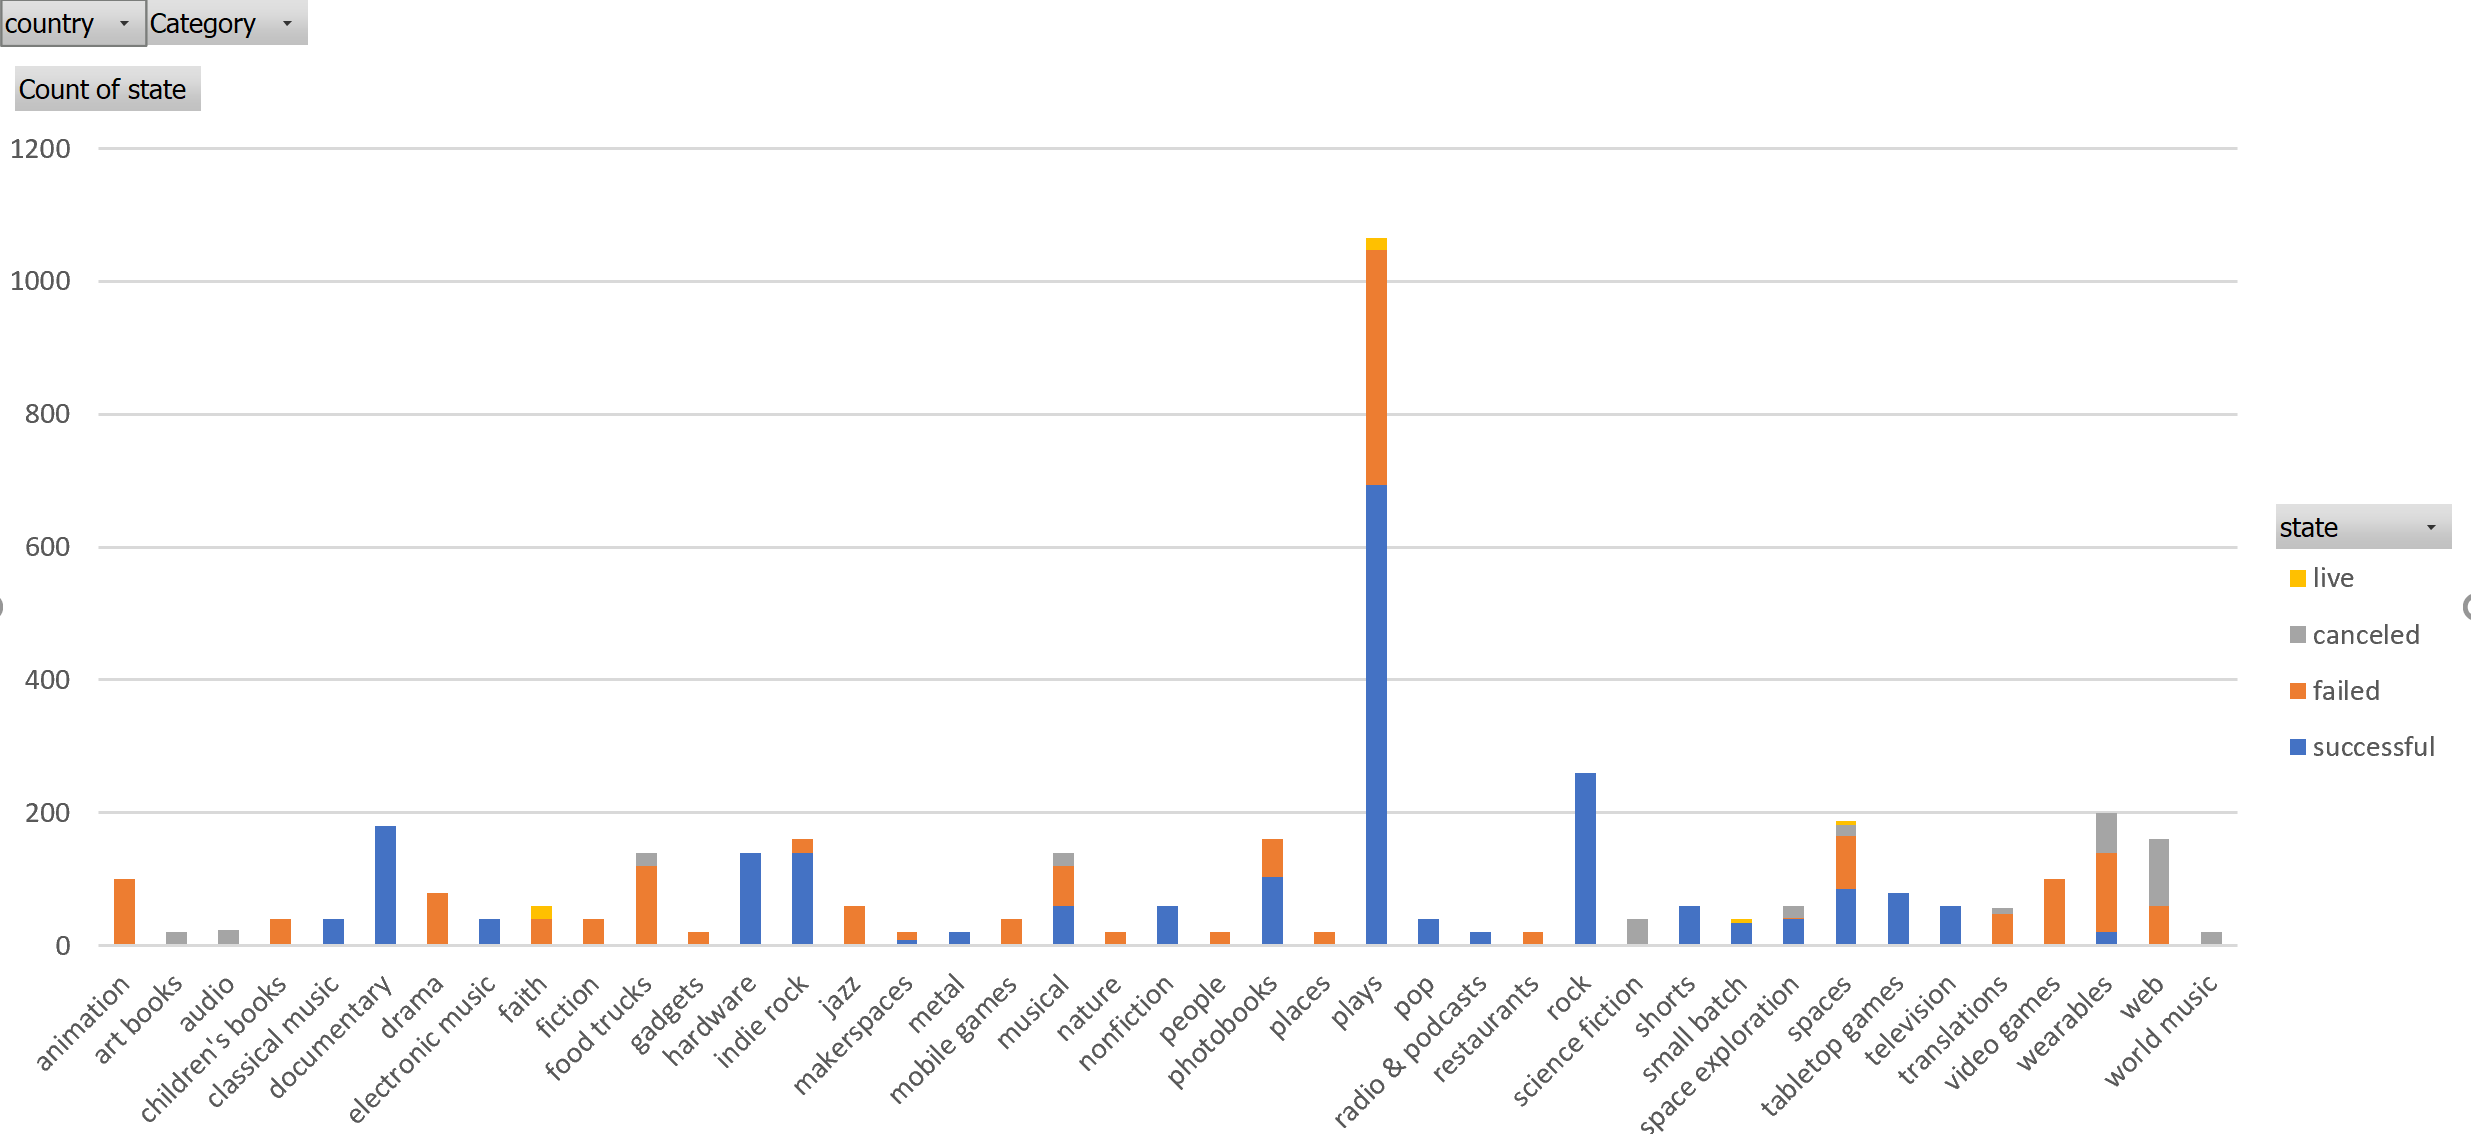 country
Category
Count of state
1200
1000
800
600
400
200
0
animation
art books
audio
children's books
classical music
documentary
drama
electronic music
faith
fiction
food trucks
gadgets
hardware
indie rock
jazz
makerspaces
metal
mobile games
musical
nature
nonfiction
people
photobooks
places
plays
pop
radio & podcasts
restaurants
rock
science fiction
shorts
small batch
space exploration
spaces
tabletop games
television
translations
video games
wearables
web
world music
state
live
canceled
failed
successful